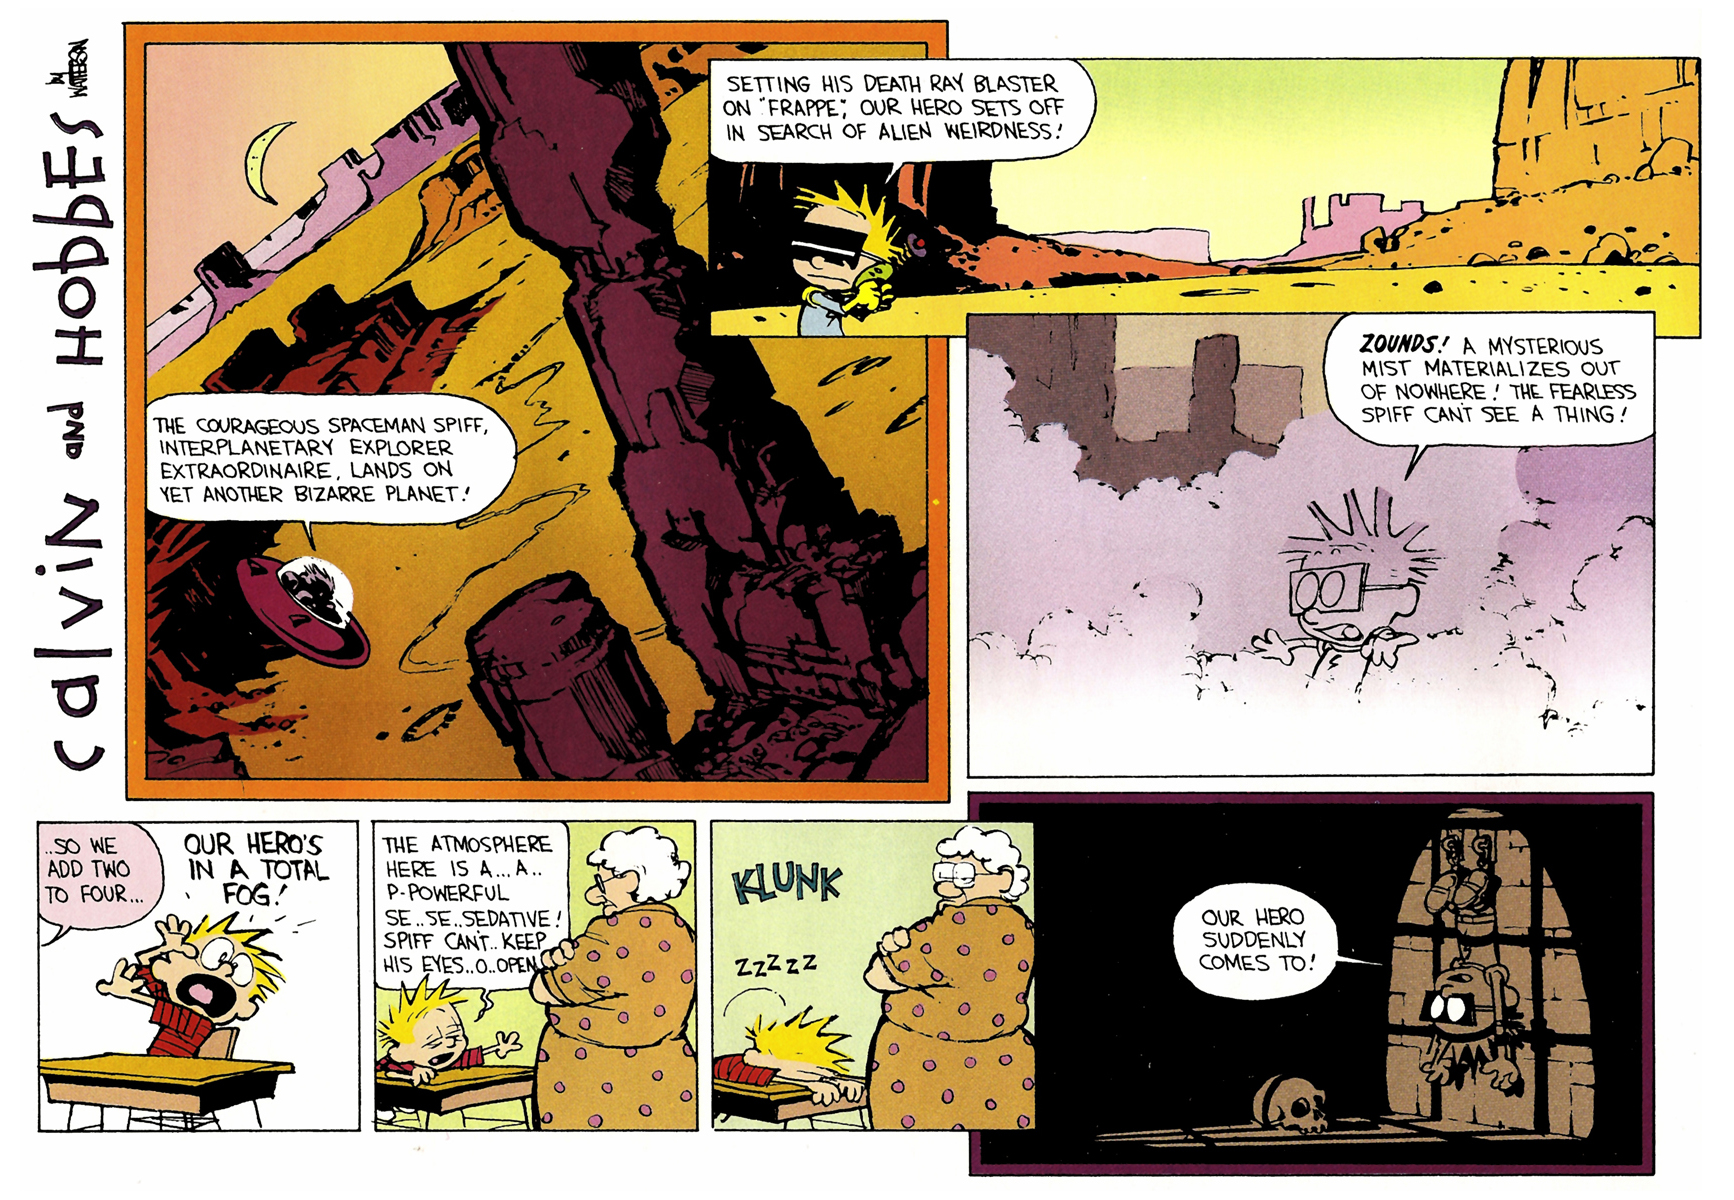 calvin and HobbEs
by
WATTERSON
THE COURAGEOUS SPACEMAN SPIFF,
INTERPLANETARY EXPLORER
EXTRAORDINAIRE, LANDS ON
YET ANOTHER BIZARRE PLANET!
SETTING HIS DEATH RAY BLASTER
ON "FRAPPE", OUR HERO SETS OFF
IN SEARCH OF ALIEN WEIRDNESS!
ZOUNDS! A MYSTERIOUS
MIST MATERIALIZES OUT
OF NOWHERE! THE FEARLESS
SPIFF CAN'T SEE A THING!
..SO WE
ADD TWO
TO FOUR...
OUR HERO'S
IN A TOTAL
FOG!
THE ATMOSPHERE
HERE IS A...A..
P-POWERFUL
SE..SE..SEDATIVE!
SPIFF CAN'T..KEEP
HIS EYES..O..OPEN..
KLUNK
ZZZZZ
OUR HERO
SUDDENLY
COMES TO!